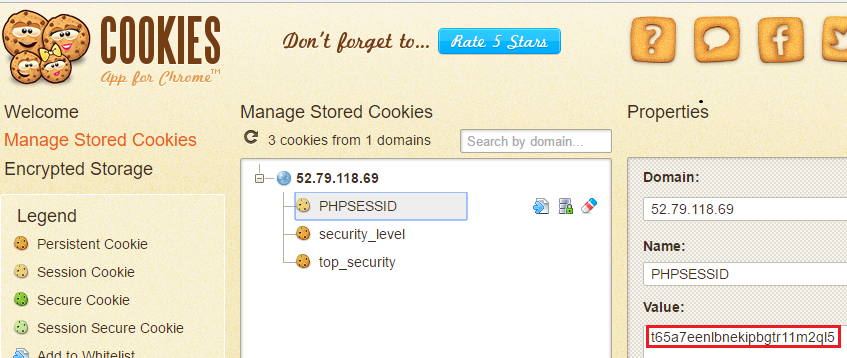 COOKIES
App for Chrome™
Don't forget to...
Rate 5 Stars
Welcome
Manage Stored Cookies
Encrypted Storage
Legend
Persistent Cookie
Session Cookie
Secure Cookie
Session Secure Cookie
Add to Whitelist
Manage Stored Cookies
3 cookies from 1 domains
Search by domain...
52.79.118.69
PHPSESSID
security_level
top_security
Properties
Domain:
52.79.118.69
Name:
PHPSESSID
Value:
t65a7eenlbnekipbgtr11m2ql5